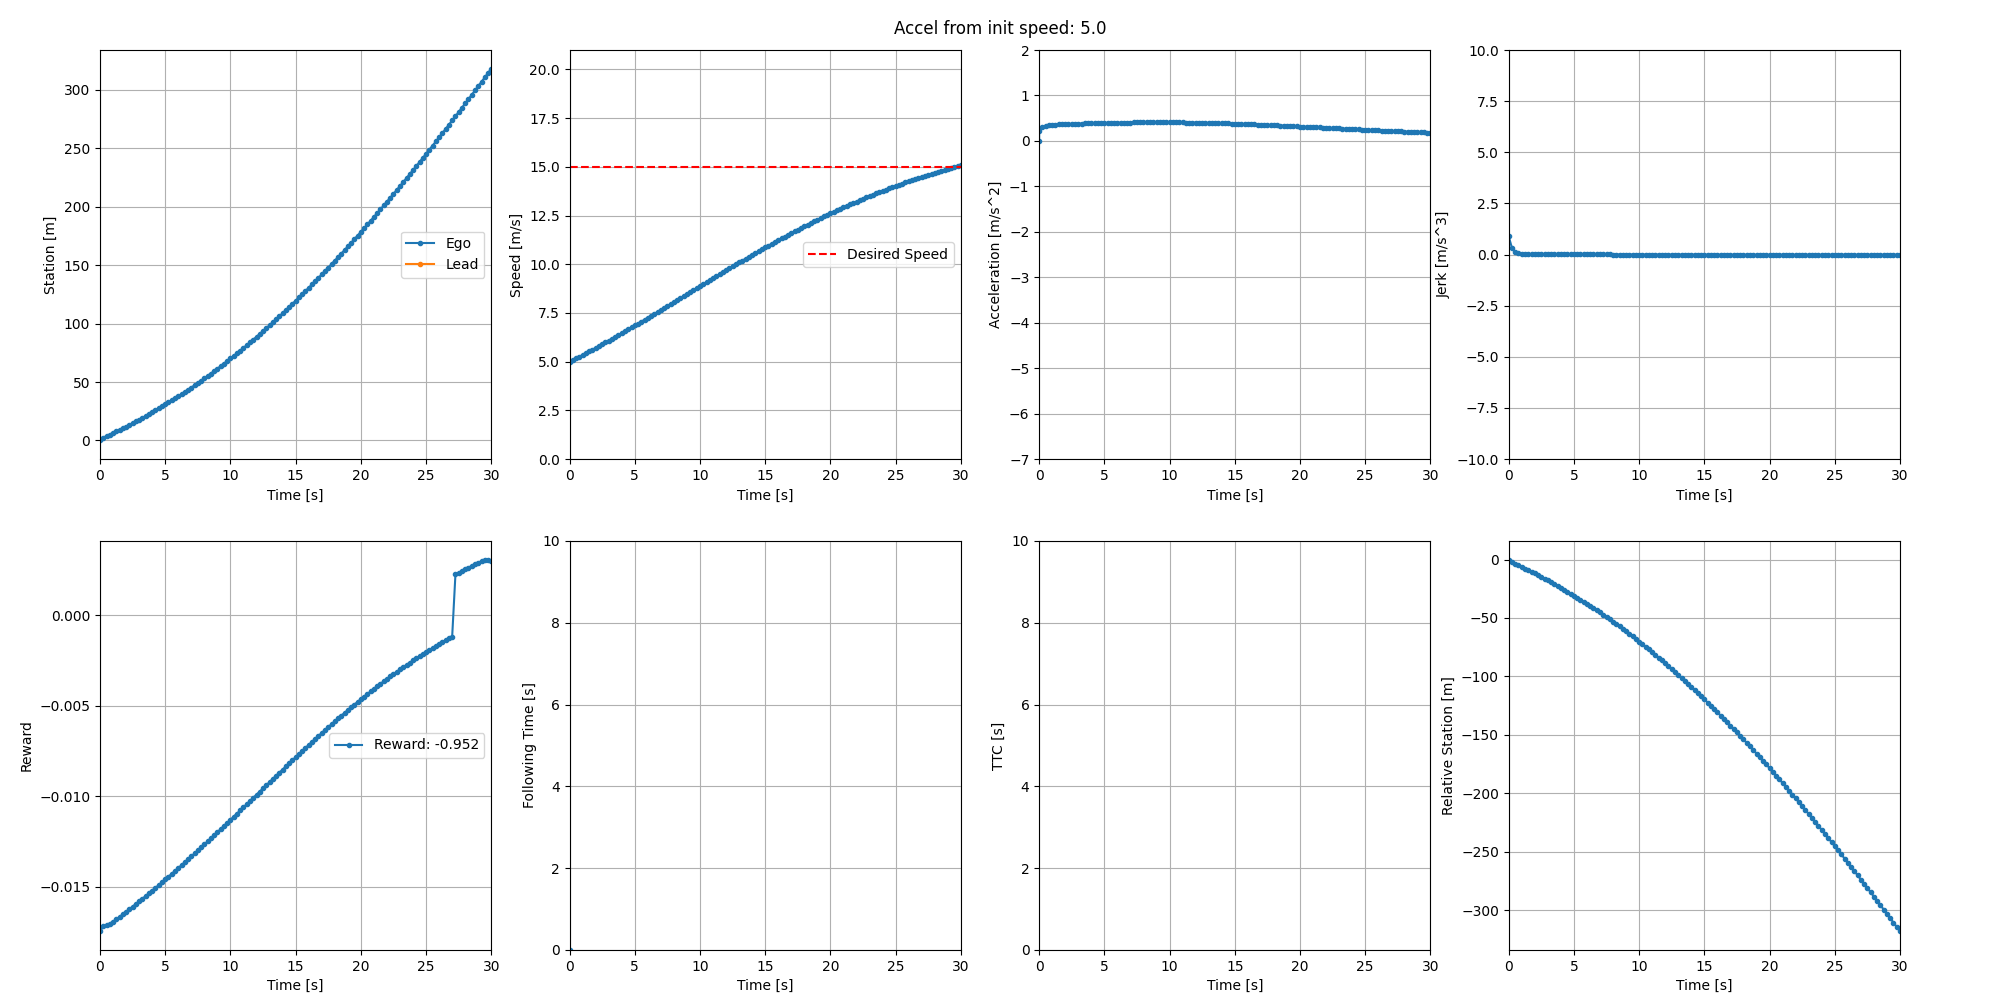 Accel from init speed: 5.0
Station [m]
300
250
200
150
100
50
0
0 5 10 15 20 25 30
Time [s]
Ego
Lead
Speed [m/s]
20.0
17.5
15.0
12.5
10.0
7.5
5.0
2.5
0.0
0 5 10 15 20 25 30
Time [s]
Desired Speed
Acceleration [m/s^2]
2
1
0
−1
−2
−3
−4
−5
−6
−7
0 5 10 15 20 25 30
Time [s]
Jerk [m/s^3]
10.0
7.5
5.0
2.5
0.0
−2.5
−5.0
−7.5
−10.0
0 5 10 15 20 25 30
Time [s]
Reward
0.000
−0.005
−0.010
−0.015
0 5 10 15 20 25 30
Time [s]
Reward: -0.952
Following Time [s]
10
8
6
4
2
0
0 5 10 15 20 25 30
Time [s]
TTC [s]
10
8
6
4
2
0
0 5 10 15 20 25 30
Time [s]
Relative Station [m]
0
−50
−100
−150
−200
−250
−300
0 5 10 15 20 25 30
Time [s]